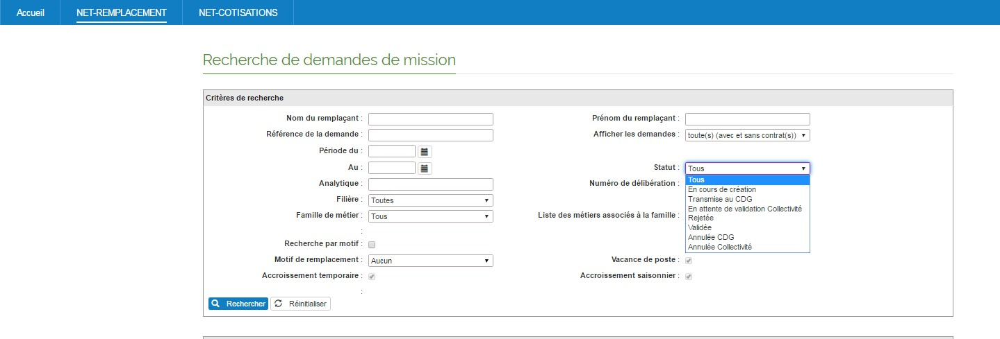 Accueil NET-REMPLACEMENT NET-COTISATIONS
Recherche de demandes de mission
Critères de recherche
Nom du remplaçant : Prénom du remplaçant :
Référence de la demande : Afficher les demandes : toute(s) (avec et sans contrat(s))
Période du :
Au : Statut : Tous
Tous
Analytique : Numéro de délibération :
En cours de création
Transmise au CDG
Filière : Toutes
En attente de validation Collectivité
Famille de métier : Tous Liste des métiers associés à la famille :
Rejetée
Validée
:
Annulée CDG
Recherche par motif :
Annulée Collectivité
Motif de remplacement : Aucun Vacance de poste :
Accroissement temporaire : Accroissement saisonnier :
:
Rechercher Réinitialiser